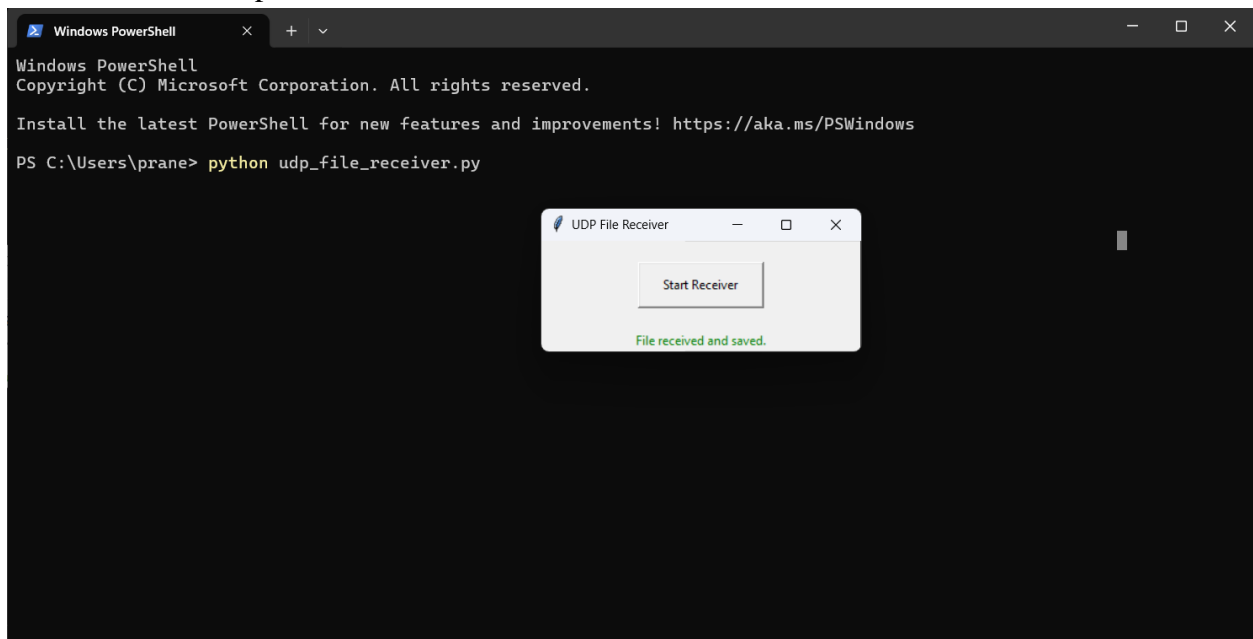 Windows PowerShell
Windows PowerShell
Copyright (C) Microsoft Corporation. All rights reserved.
Install the latest PowerShell for new features and improvements! https://aka.ms/PSWindows
PS C:\Users\prane> python udp_file_receiver.py
UDP File Receiver
Start Receiver
File received and saved.